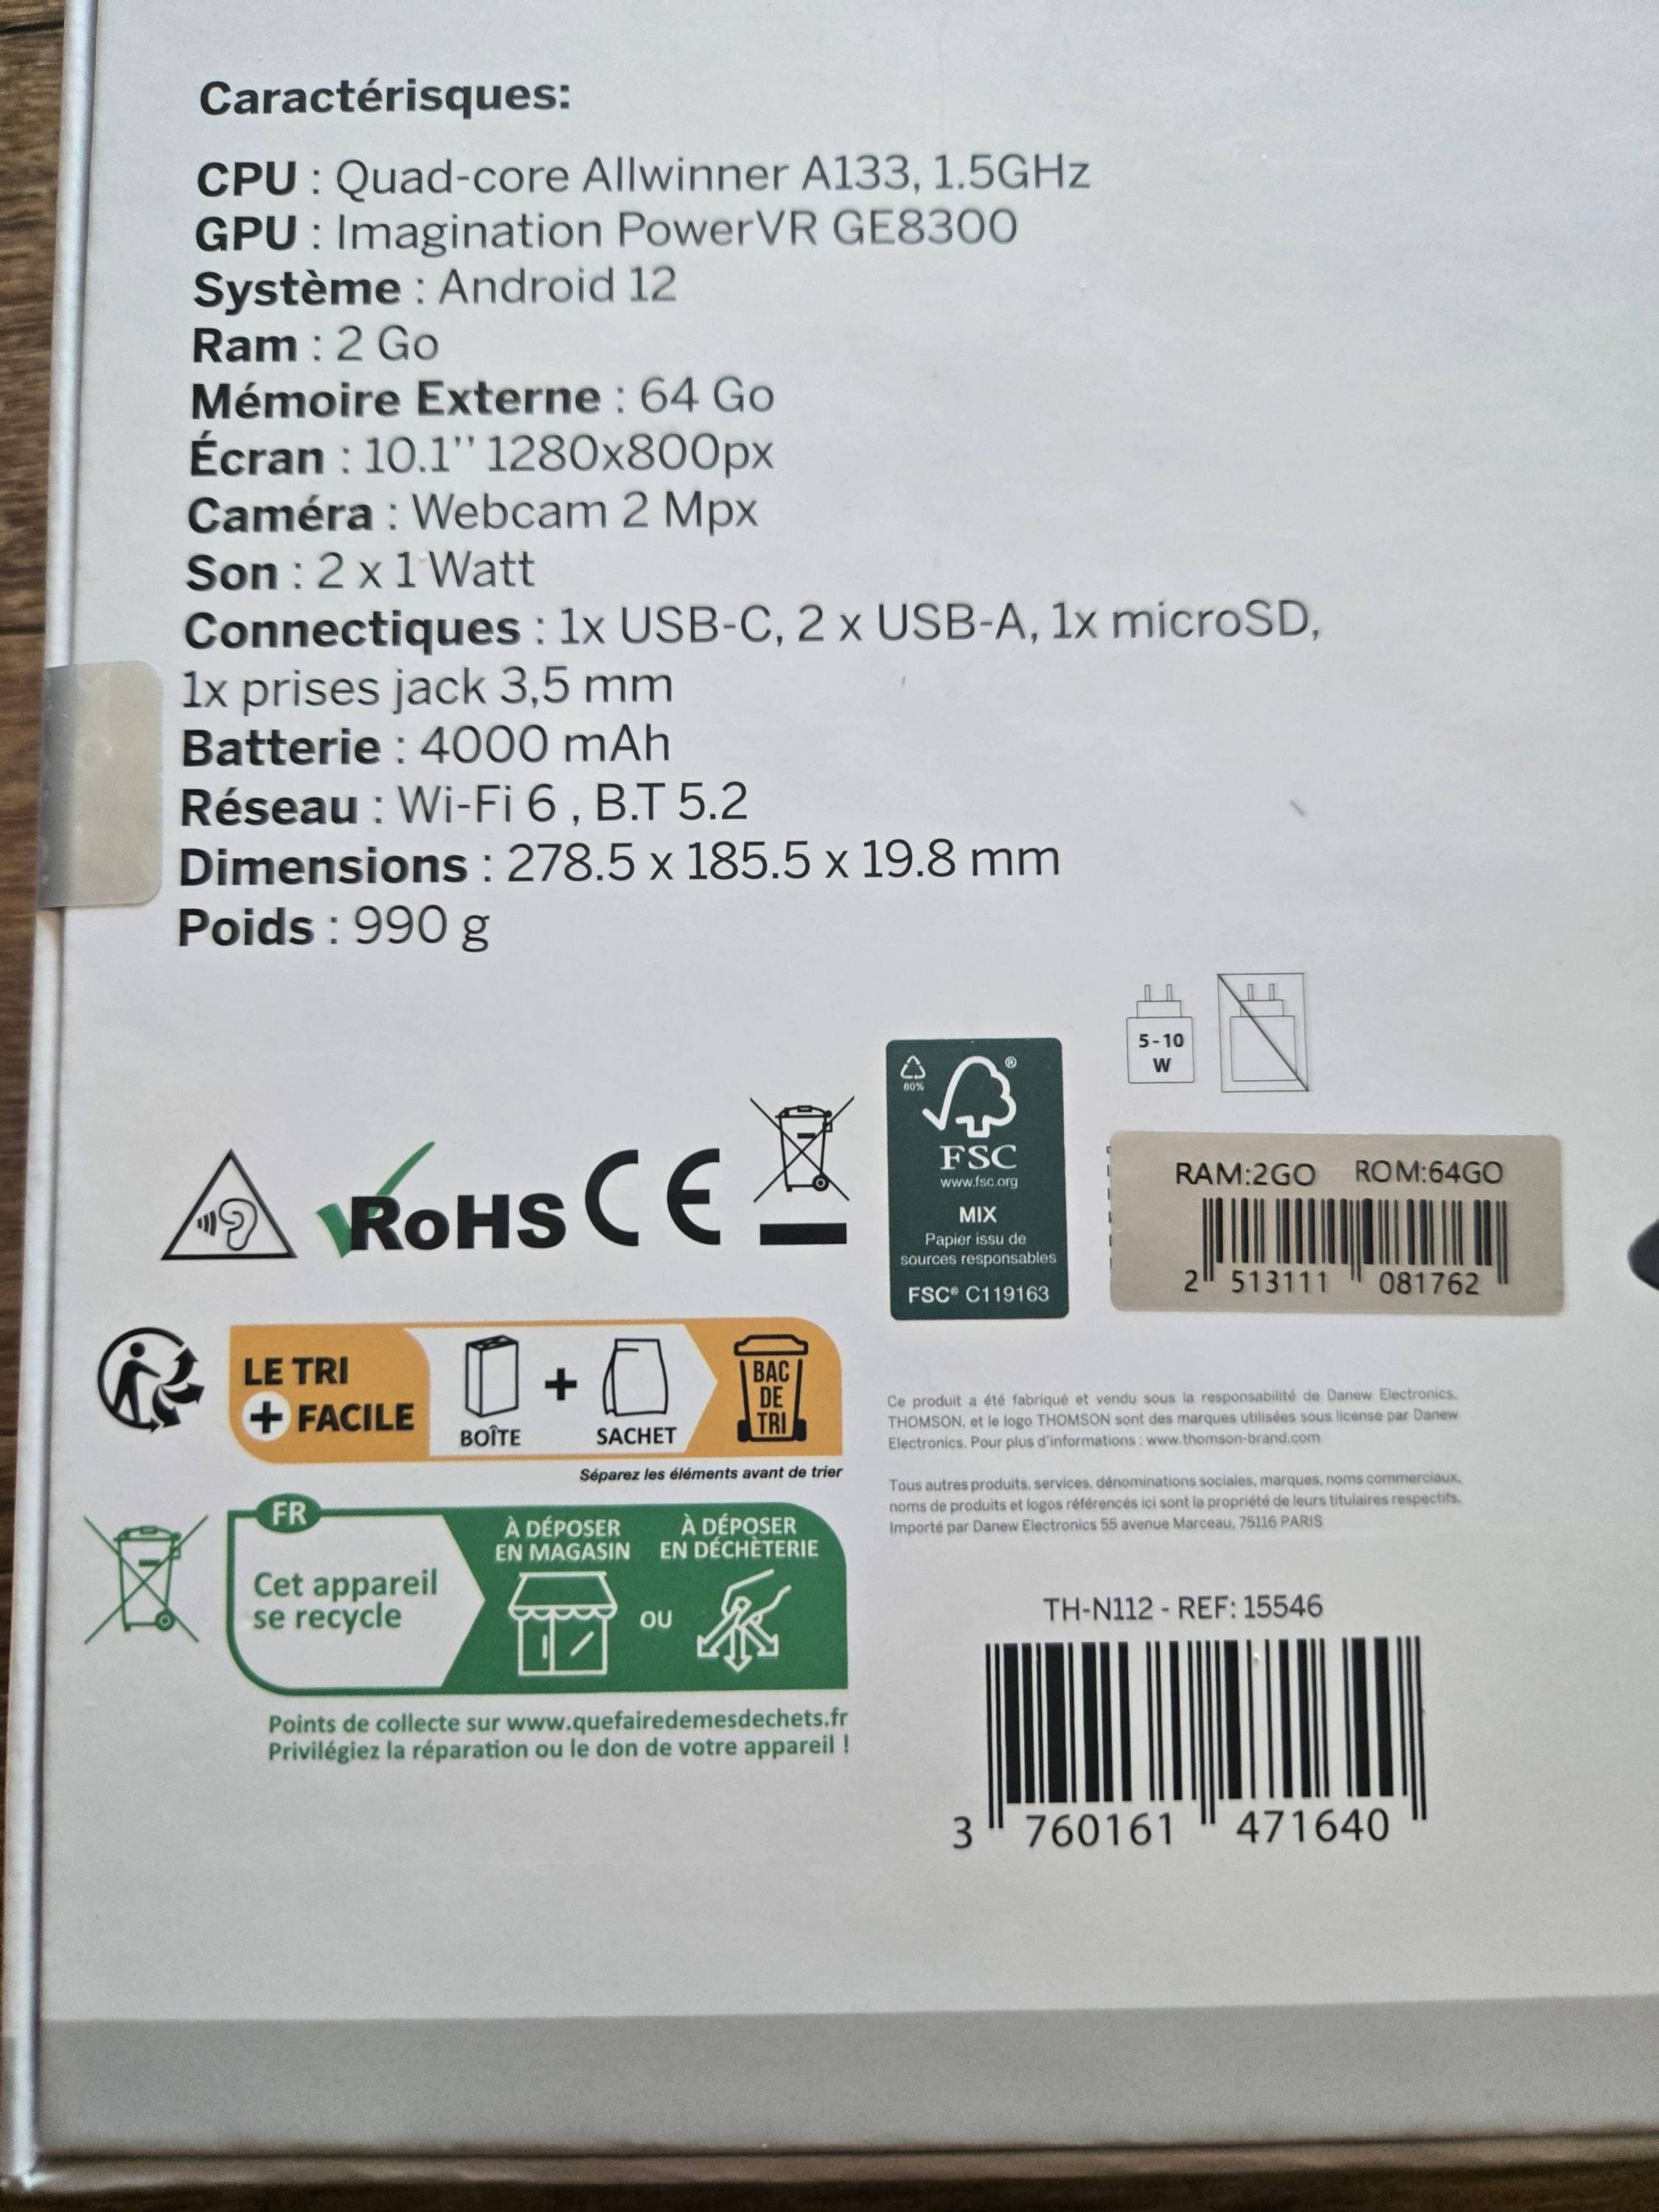 Caractérisques:
CPU : Quad-core Allwinner A133, 1.5GHz
GPU : Imagination PowerVR GE8300
Système : Android 12
Ram : 2 Go
Mémoire Externe : 64 Go
Écran : 10.1'' 1280x800px
Caméra : Webcam 2 Mpx
Son : 2 x 1 Watt
Connectiques : 1x USB-C, 2 x USB-A, 1x microSD,
1x prises jack 3,5 mm
Batterie : 4000 mAh
Réseau : Wi-Fi 6 , B.T 5.2
Dimensions : 278.5 x 185.5 x 19.8 mm
Poids : 990 g
5-10
W
60%
FSC
www.fsc.org
MIX
Papier issu de
sources responsables
FSC® C119163
RAM:2GO ROM:64GO
2 513111 081762
RoHS CE
LE TRI
+ FACILE
BOÎTE
+
SACHET
BAC
DE
TRI
Séparez les éléments avant de trier
FR
Cet appareil
se recycle
À DÉPOSER
EN MAGASIN
OU
À DÉPOSER
EN DÉCHÈTERIE
Points de collecte sur www.quefairedemesdechets.fr
Privilégiez la réparation ou le don de votre appareil !
Ce produit a été fabriqué et vendu sous la responsabilité de Danew Electronics.
THOMSON, et le logo THOMSON sont des marques utilisées sous license par Danew
Electronics. Pour plus d'informations : www.thomson-brand.com
Tous autres produits, services, dénominations sociales, marques, noms commerciaux,
noms de produits et logos référencés ici sont la propriété de leurs titulaires respectifs.
Importé par Danew Electronics 55 avenue Marceau, 75116 PARIS
TH-N112 - REF: 15546
3 760161 471640